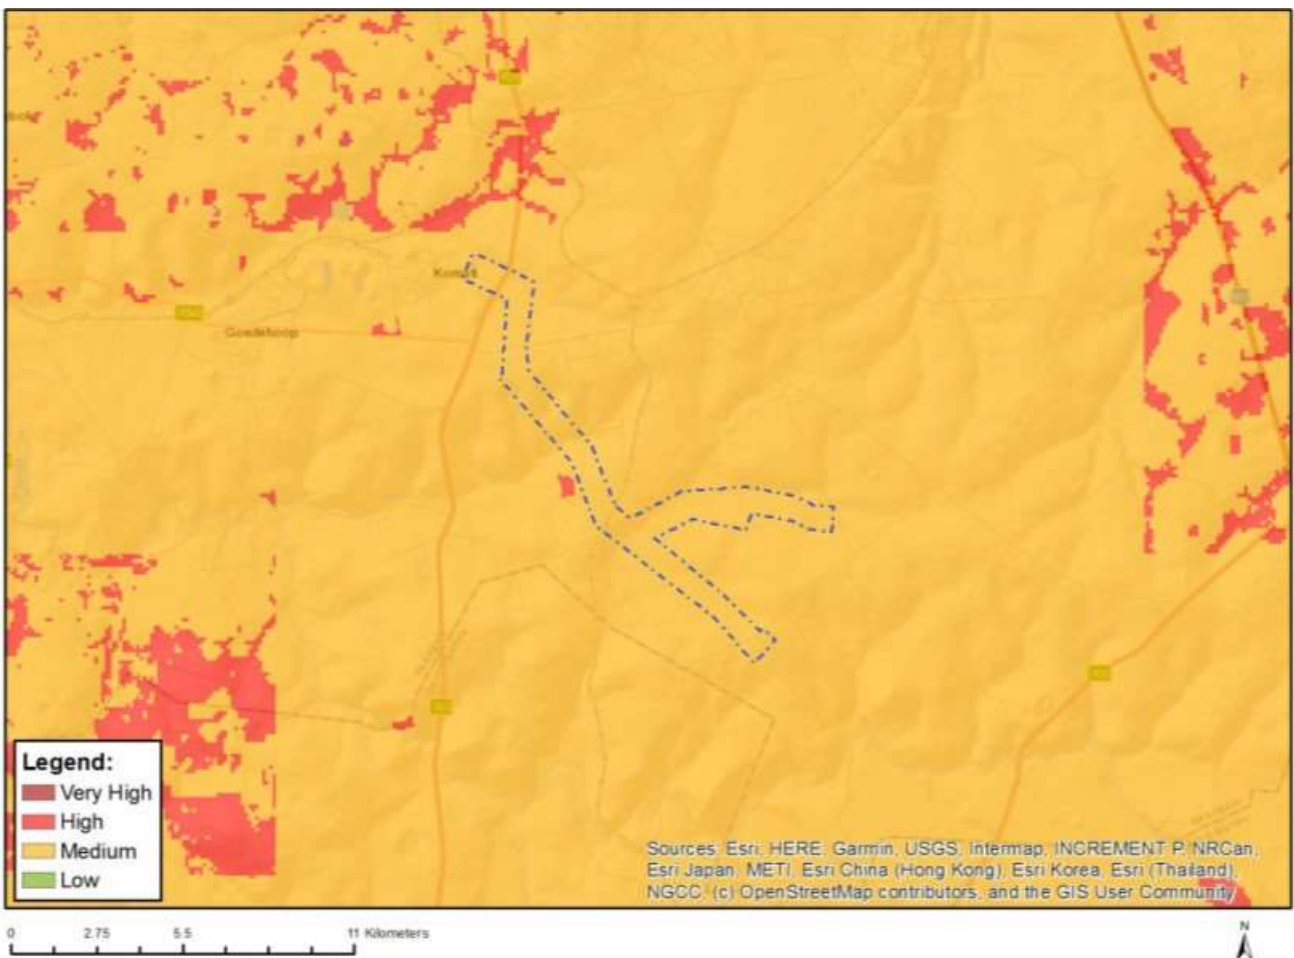 Goedehoop
Legend:
Very High
High
Medium
Low
Sources: Esri, HERE, Garmin, USGS, Intermap, INCREMENT P, NRCan,
Esri Japan, METI, Esri China (Hong Kong), Esri Korea, Esri (Thailand),
NGCC, (c) OpenStreetMap contributors, and the GIS User Community
0 2.75 5.5 11 Kilometers
N